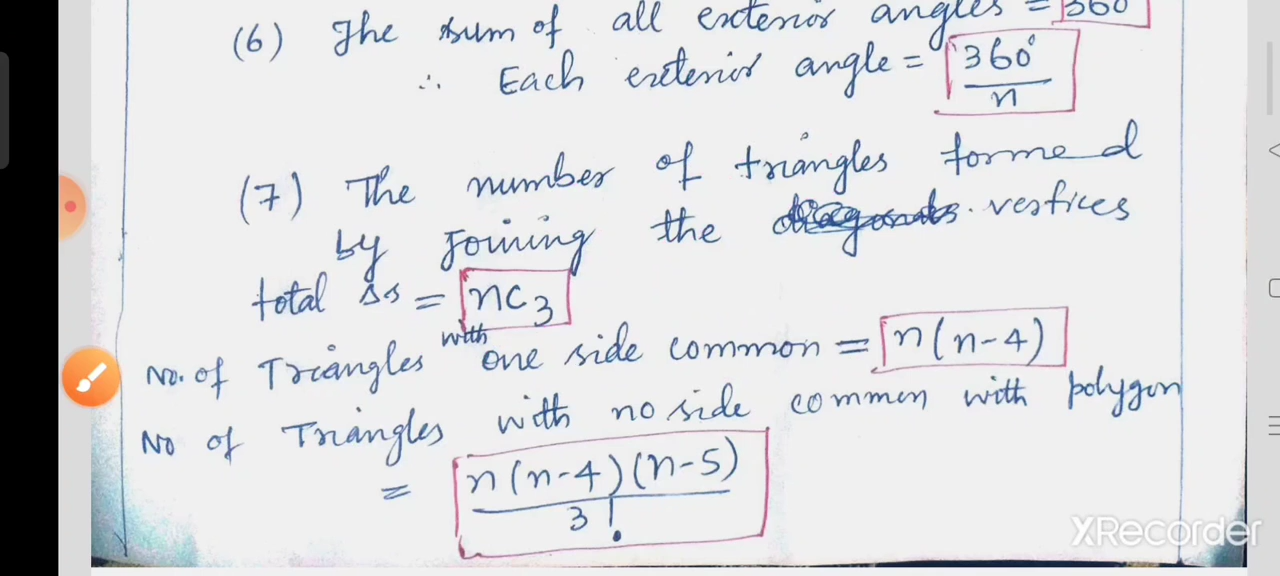 (6) The sum of all exterior angles = 360°
∴ Each exterior angle = 360°/n
(7) The number of triangles formed
by joining the vertices
total Δs = nC3
No. of Triangles with one side common = n(n-4)
No of Triangles with no side common with polygon
= n(n-4)(n-5)/3!
XRecorder